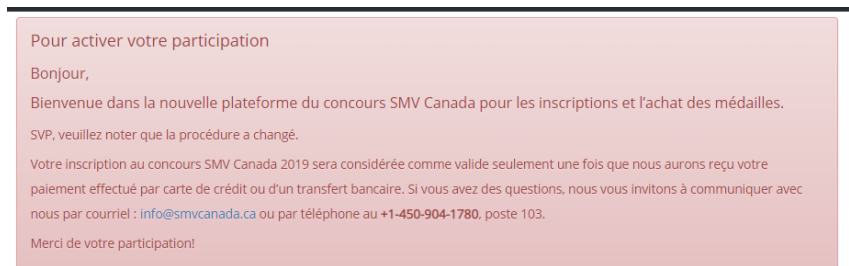 Pour activer votre participation
Bonjour,
Bienvenue dans la nouvelle plateforme du concours SMV Canada pour les inscriptions et l'achat des médailles.
SVP, veuillez noter que la procédure a changé.
Votre inscription au concours SMV Canada 2019 sera considérée comme valide seulement une fois que nous aurons reçu votre
paiement effectué par carte de crédit ou d'un transfert bancaire. Si vous avez des questions, nous vous invitons à communiquer avec
nous par courriel : info@smvcanada.ca ou par téléphone au +1-450-904-1780, poste 103.
Merci de votre participation!